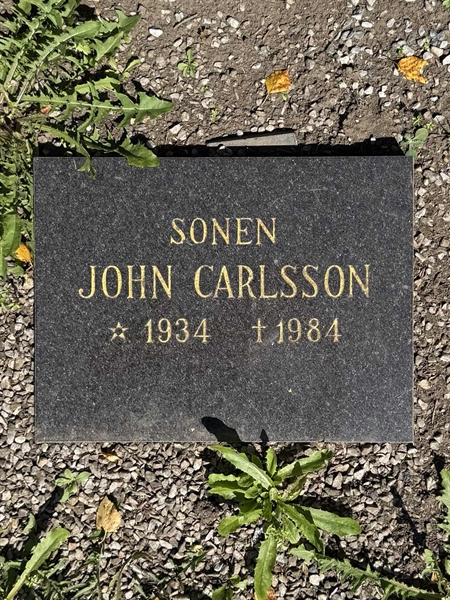 SONEN
JOHN CARLSSON
☆ 1934 †1984